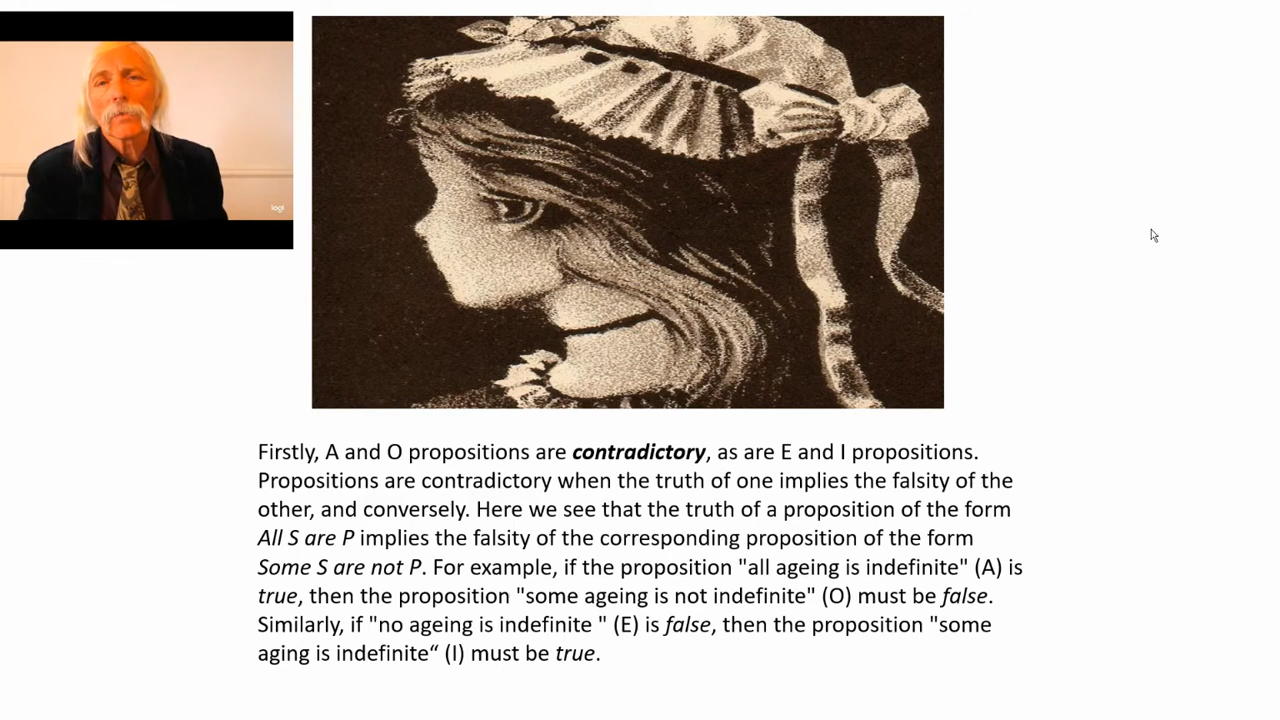 logi
Firstly, A and O propositions are contradictory, as are E and I propositions.
Propositions are contradictory when the truth of one implies the falsity of the
other, and conversely. Here we see that the truth of a proposition of the form
All S are P implies the falsity of the corresponding proposition of the form
Some S are not P. For example, if the proposition "all ageing is indefinite" (A) is
true, then the proposition "some ageing is not indefinite" (O) must be false.
Similarly, if "no ageing is indefinite " (E) is false, then the proposition "some
aging is indefinite“ (I) must be true.